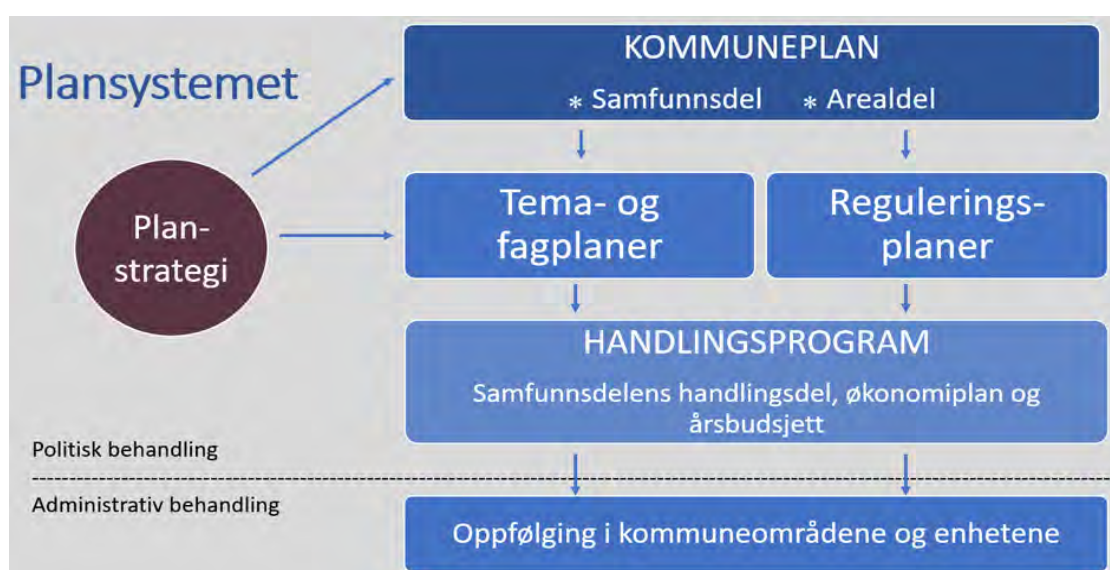 Plansystemet
KOMMUNEPLAN
* Samfunnsdel * Arealdel
Plan-
strategi
Tema- og
fagplaner
Regulerings-
planer
HANDLINGSPROGRAM
Samfunnsdelens handlingsdel, økonomiplan og
årsbudsjett
Politisk behandling
Administrativ behandling
Oppfølging i kommuneområdene og enhetene